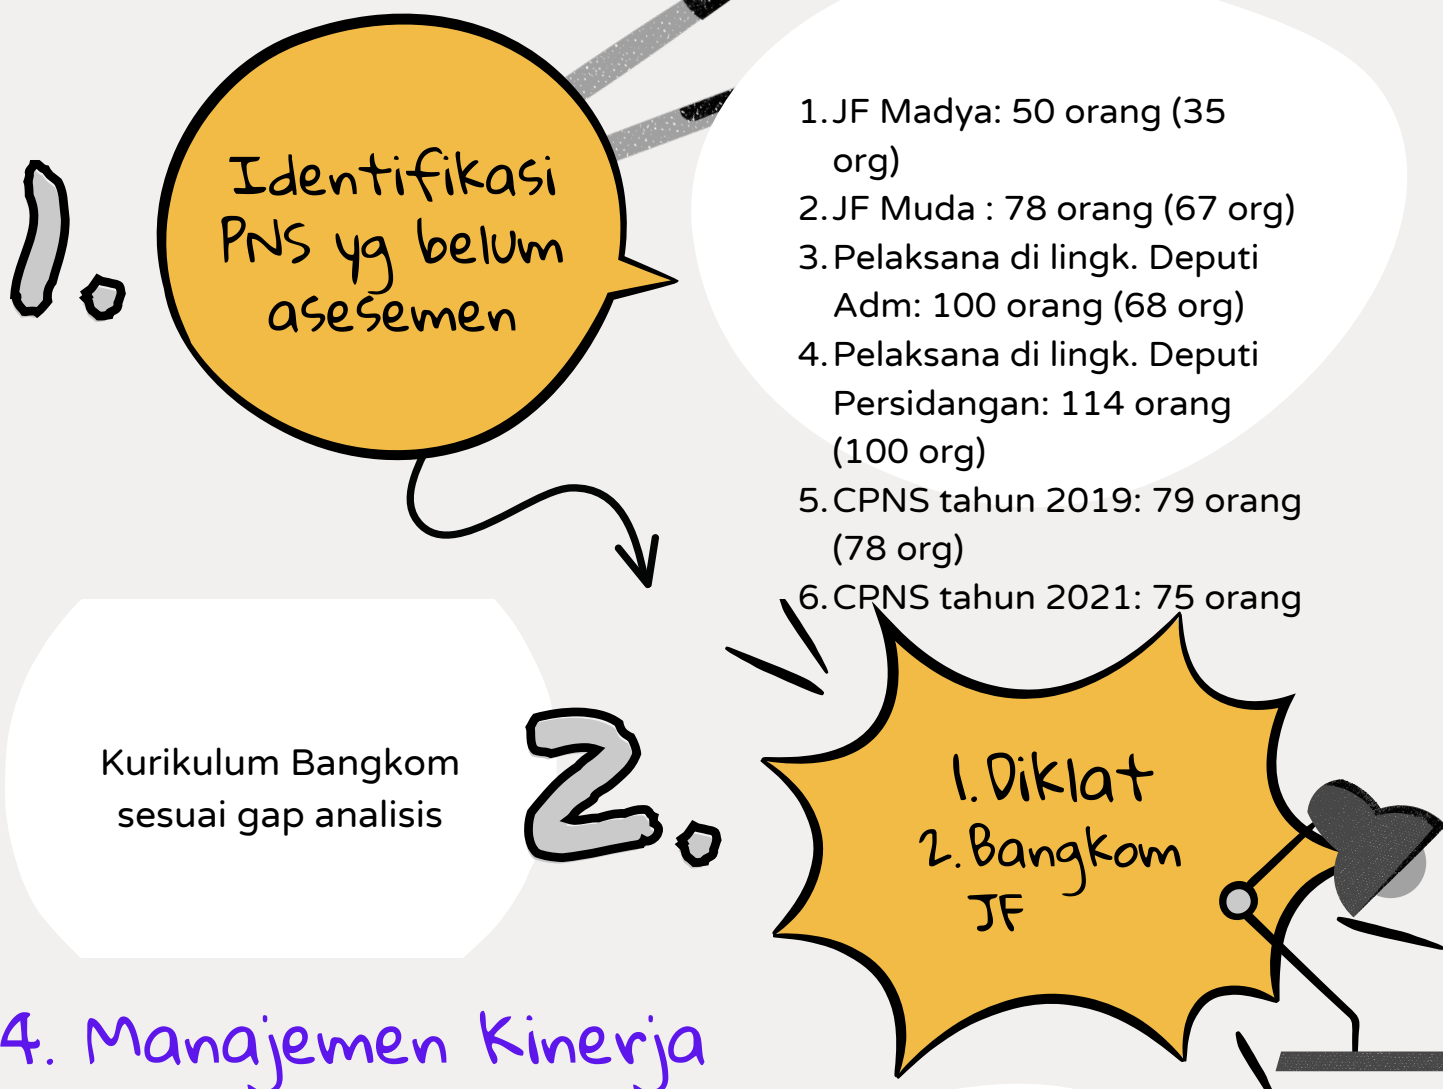 1.
Identifikasi
PNS yg belum
asesemen
1. JF Madya: 50 orang (35
org)
2. JF Muda : 78 orang (67 org)
3. Pelaksana di lingk. Deputi
Adm: 100 orang (68 org)
4. Pelaksana di lingk. Deputi
Persidangan: 114 orang
(100 org)
5. CPNS tahun 2019: 79 orang
(78 org)
6. CPNS tahun 2021: 75 orang
Kurikulum Bangkom
sesuai gap analisis
2.
1. Diklat
2. Bangkom
JF
4. Manajemen Kinerja